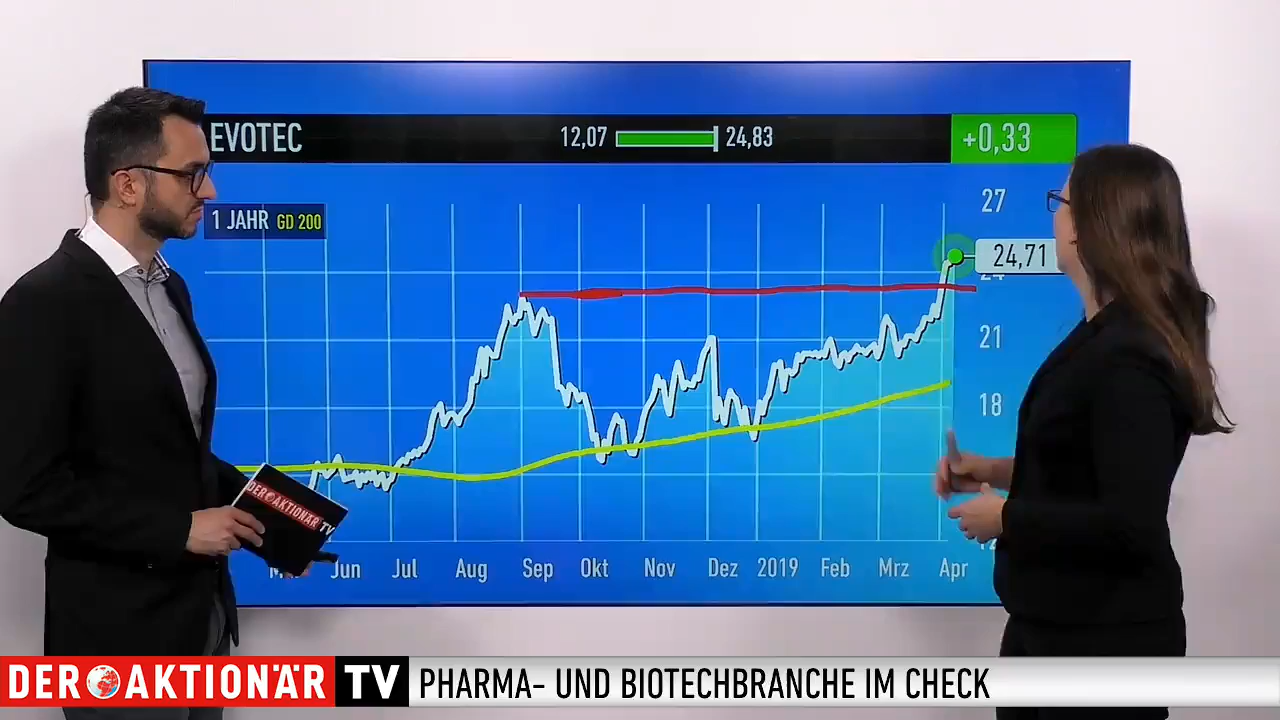 EVOTEC
12,07 24,83
+0,33
1 JAHR GD 200
27
24,71
24
21
18
Jun Jul Aug Sep Okt Nov Dez 2019 Feb Mrz Apr
DER AKTIONÄR TV
DER AKTIONÄR TV PHARMA- UND BIOTECHBRANCHE IM CHECK